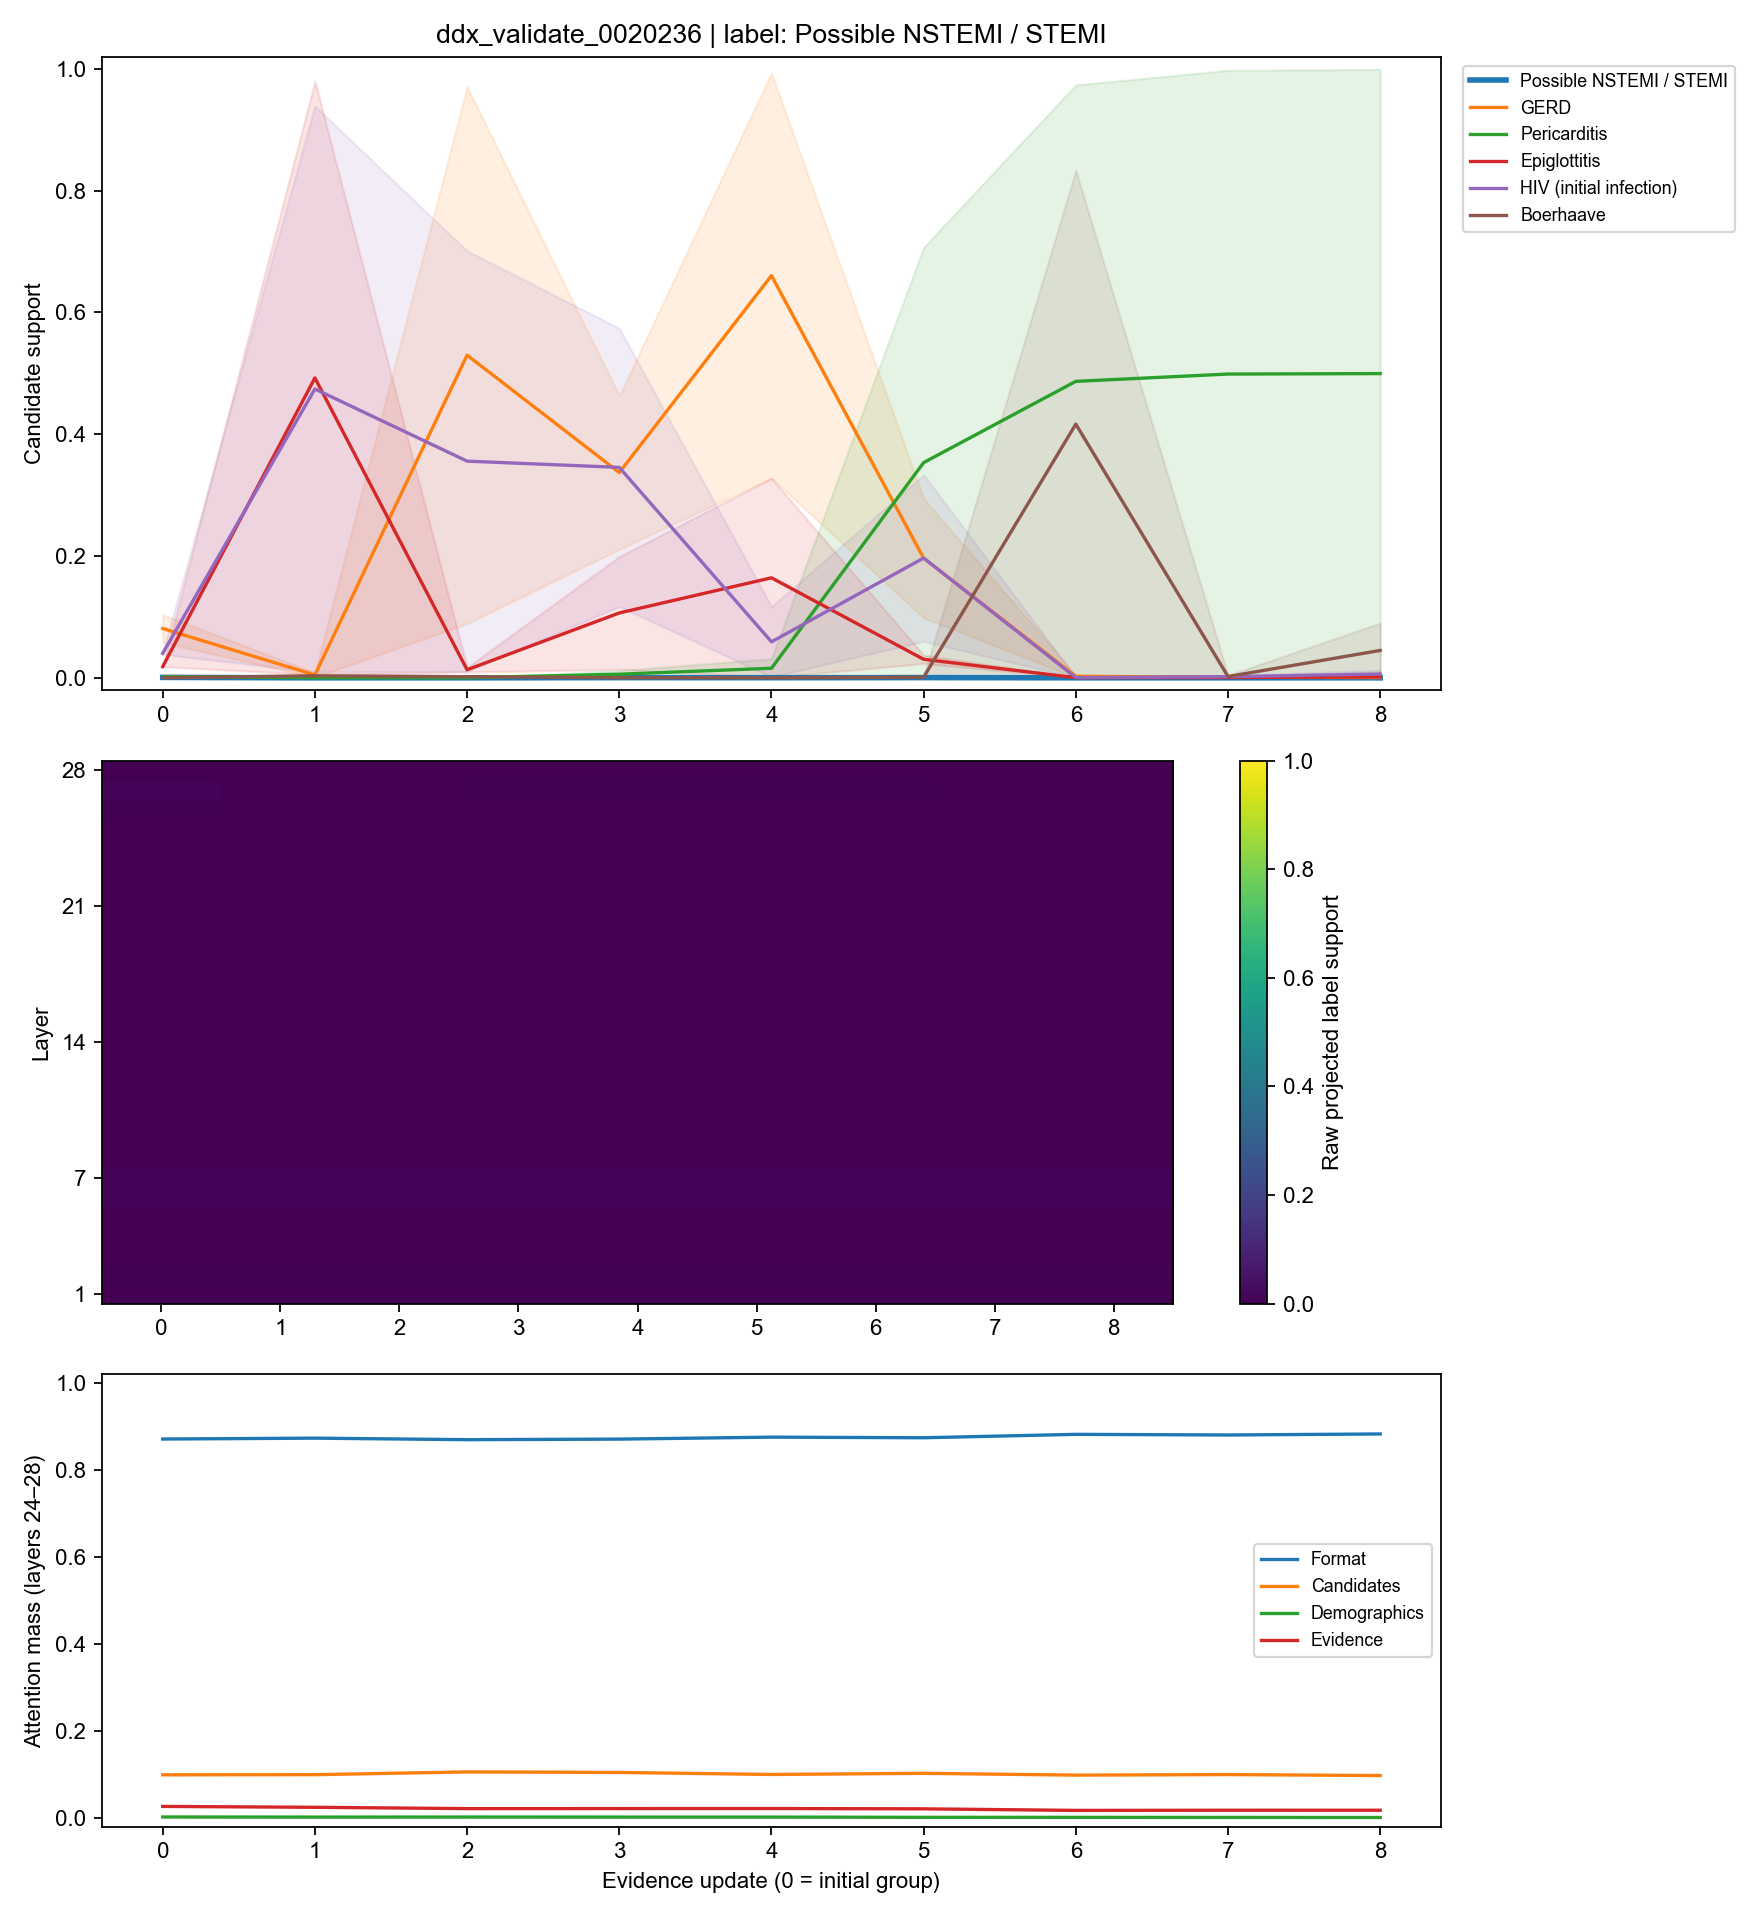 ddx_validate_0020236 | label: Possible NSTEMI / STEMI
Candidate support
1.0
0.8
0.6
0.4
0.2
0.0
0 1 2 3 4 5 6 7 8
Possible NSTEMI / STEMI
GERD
Pericarditis
Epiglottitis
HIV (initial infection)
Boerhaave
Layer
28
21
14
7
1
0 1 2 3 4 5 6 7 8
1.0
0.8
0.6
0.4
0.2
0.0
Raw projected label support
Attention mass (layers 24–28)
1.0
0.8
0.6
0.4
0.2
0.0
Format
Candidates
Demographics
Evidence
0 1 2 3 4 5 6 7 8
Evidence update (0 = initial group)